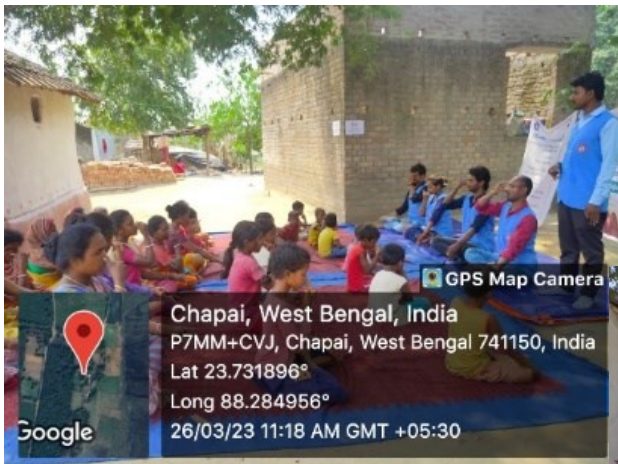 GPS Map Camera
Chapai, West Bengal, India
P7MM+CVJ, Chapai, West Bengal 741150, India
Lat 23.731896°
Long 88.284956°
26/03/23 11:18 AM GMT +05:30
Google